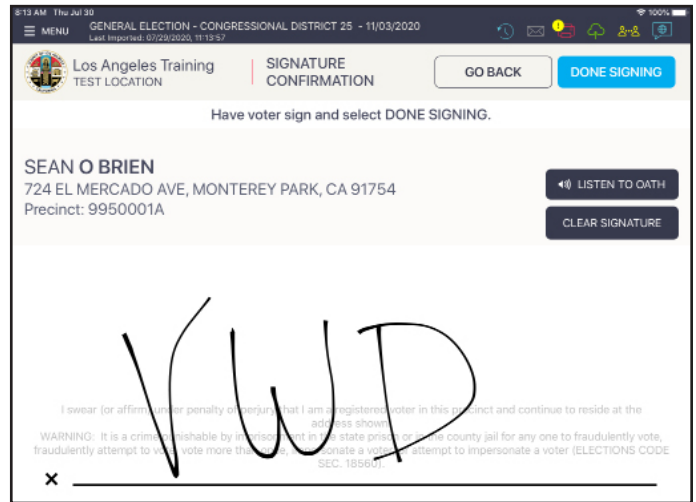 8:13 AM Thu Jul 30
100%
MENU
GENERAL ELECTION - CONGRESSIONAL DISTRICT 25 - 11/03/2020
Last Imported: 07/29/2020, 11:13:57
Los Angeles Training
TEST LOCATION
SIGNATURE
CONFIRMATION
GO BACK
DONE SIGNING
Have voter sign and select DONE SIGNING.
SEAN O BRIEN
724 EL MERCADO AVE, MONTEREY PARK, CA 91754
Precinct: 9950001A
LISTEN TO OATH
CLEAR SIGNATURE
VWD
I swear (or affirm) under penalty of perjury that I am a registered voter in this precinct and continue to reside at the
address shown
WARNING: It is a crime punishable by imprisonment in the state prison or in the county jail for any one to fraudulently vote,
fraudulently attempt to vote, vote more than once, impersonate a voter or attempt to impersonate a voter (ELECTIONS CODE
SEC. 18560).
×